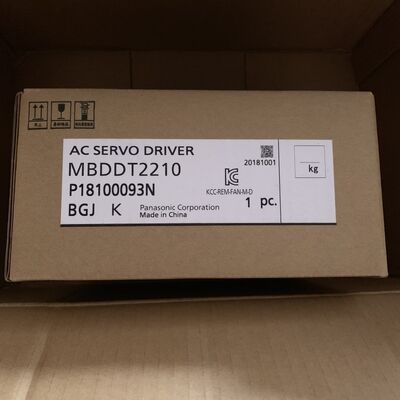 AC SERVO DRIVER
20181001
MBDDT2210
kg
P18100093N
KCC-REM-FAN-M-D
BGJ K
Panasonic Corporation
Made in China
1 pc.